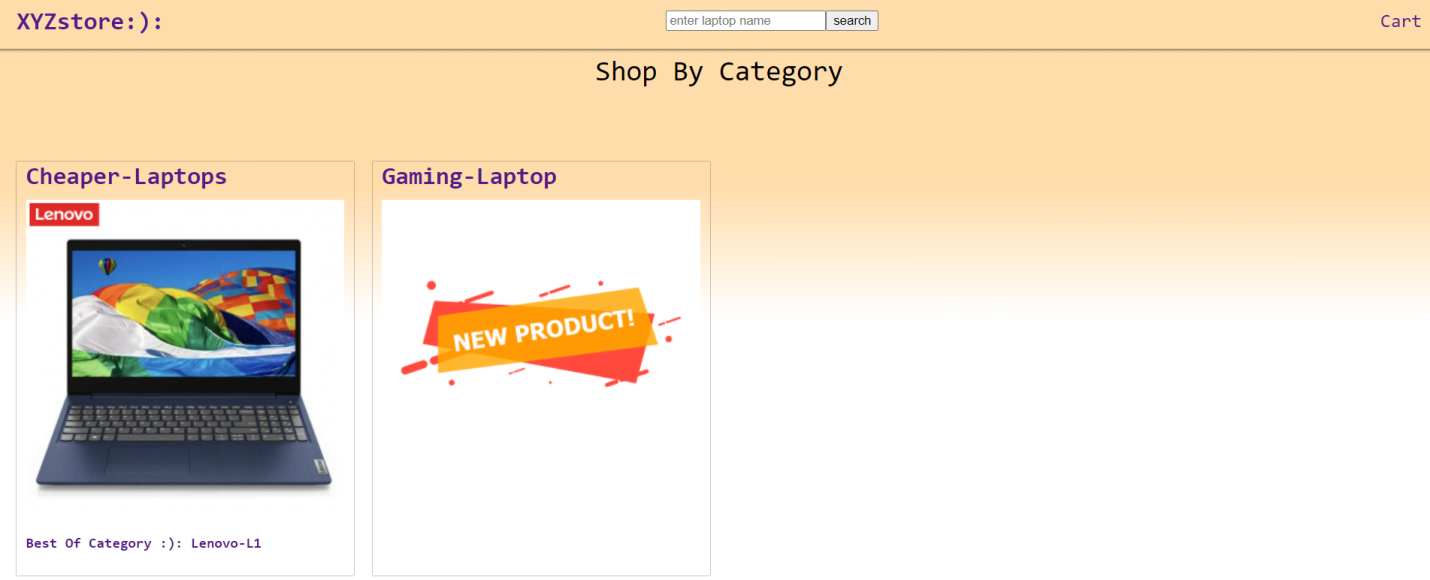 XYZstore:):
enter laptop name
search
Cart
Shop By Category
Cheaper-Laptops
Gaming-Laptop
Lenovo
NEW PRODUCT!
Best Of Category :): Lenovo-L1